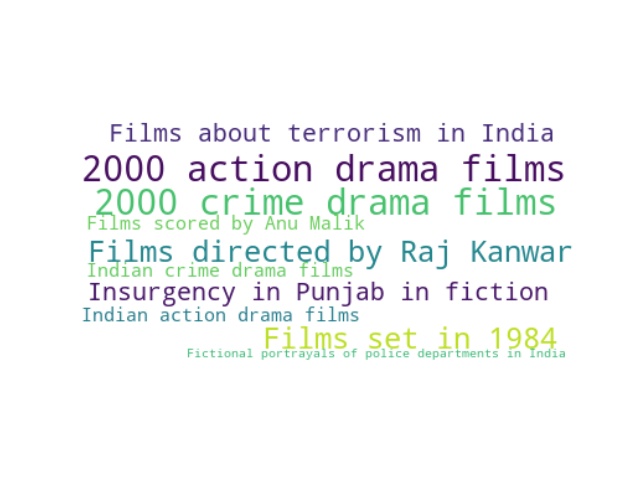 Films about terrorism in India
2000 action drama films
2000 crime drama films
Films scored by Anu Malik
Films directed by Raj Kanwar
Indian crime drama films
Insurgency in Punjab in fiction
Indian action drama films
Films set in 1984
Fictional portrayals of police departments in India